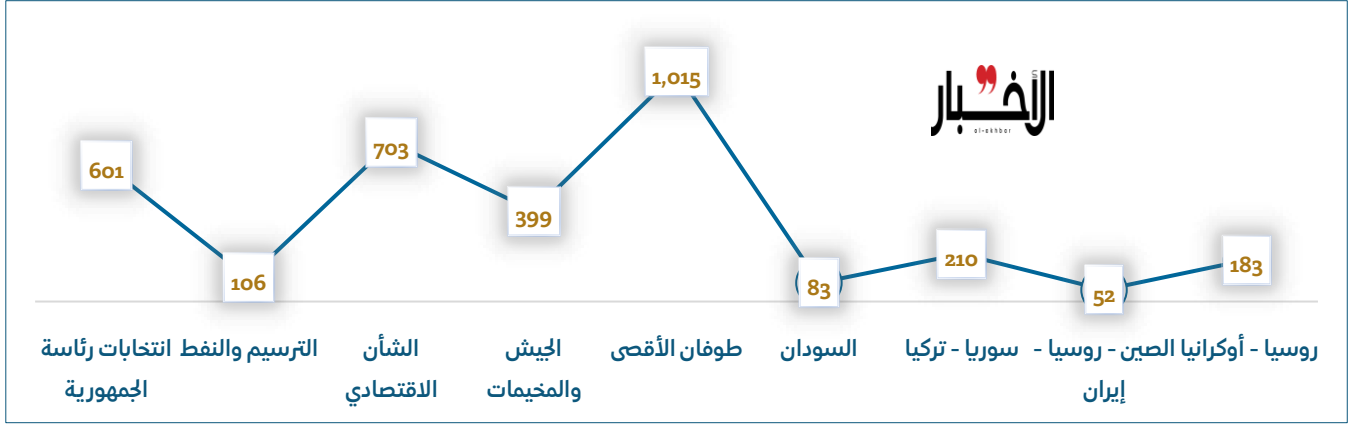 الأخبار
al-akhbar
601
106
703
399
1,015
83
210
52
183
انتخابات رئاسة
الجمهورية
الترسيم والنفط
الشأن
الاقتصادي
الجيش
والمخيمات
طوفان الأقصى
السودان
سوريا - تركيا
الصين - روسيا -
إيران
روسيا - أوكرانيا